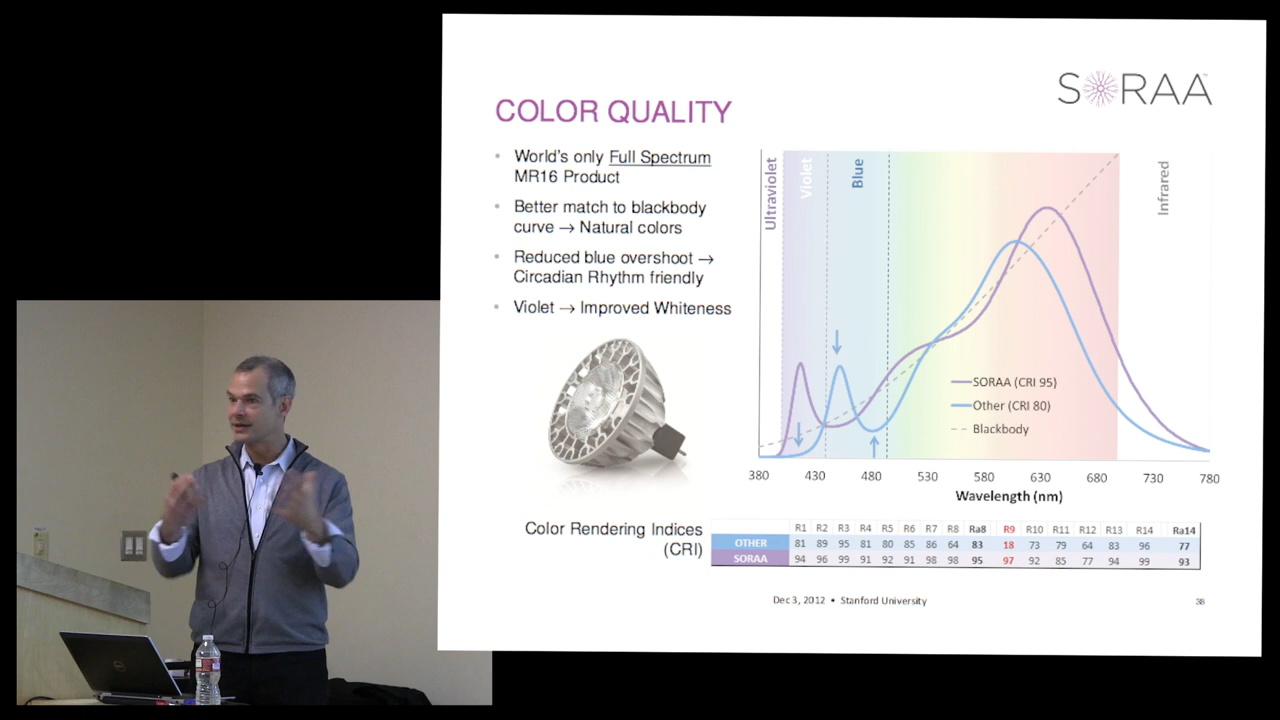 SORAA
COLOR QUALITY
• World's only Full Spectrum
MR16 Product
• Better match to blackbody
curve → Natural colors
• Reduced blue overshoot →
Circadian Rhythm friendly
• Violet → Improved Whiteness
Ultraviolet
Violet
Blue
Infrared
SORAA (CRI 95)
Other (CRI 80)
Blackbody
380 430 480 530 580 630 680 730 780
Wavelength (nm)
Color Rendering Indices
(CRI)
R1 R2 R3 R4 R5 R6 R7 R8 Ra8 R9 R10 R11 R12 R13 R14 Ra14
OTHER 81 89 95 81 80 85 86 64 83 18 73 79 64 83 96 77
SORAA 94 96 99 91 92 91 98 98 95 97 92 85 77 94 99 93
Dec 3, 2012 • Stanford University
38